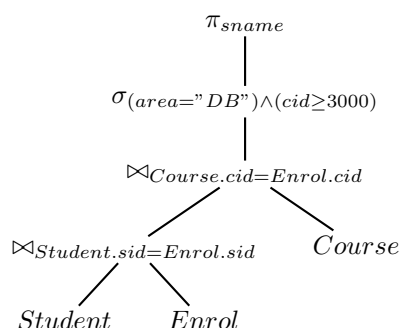 π_sname
σ_(area="DB")∧(cid≥3000)
⋈_Course.cid=Enrol.cid
⋈_Student.sid=Enrol.sid
Course
Student Enrol